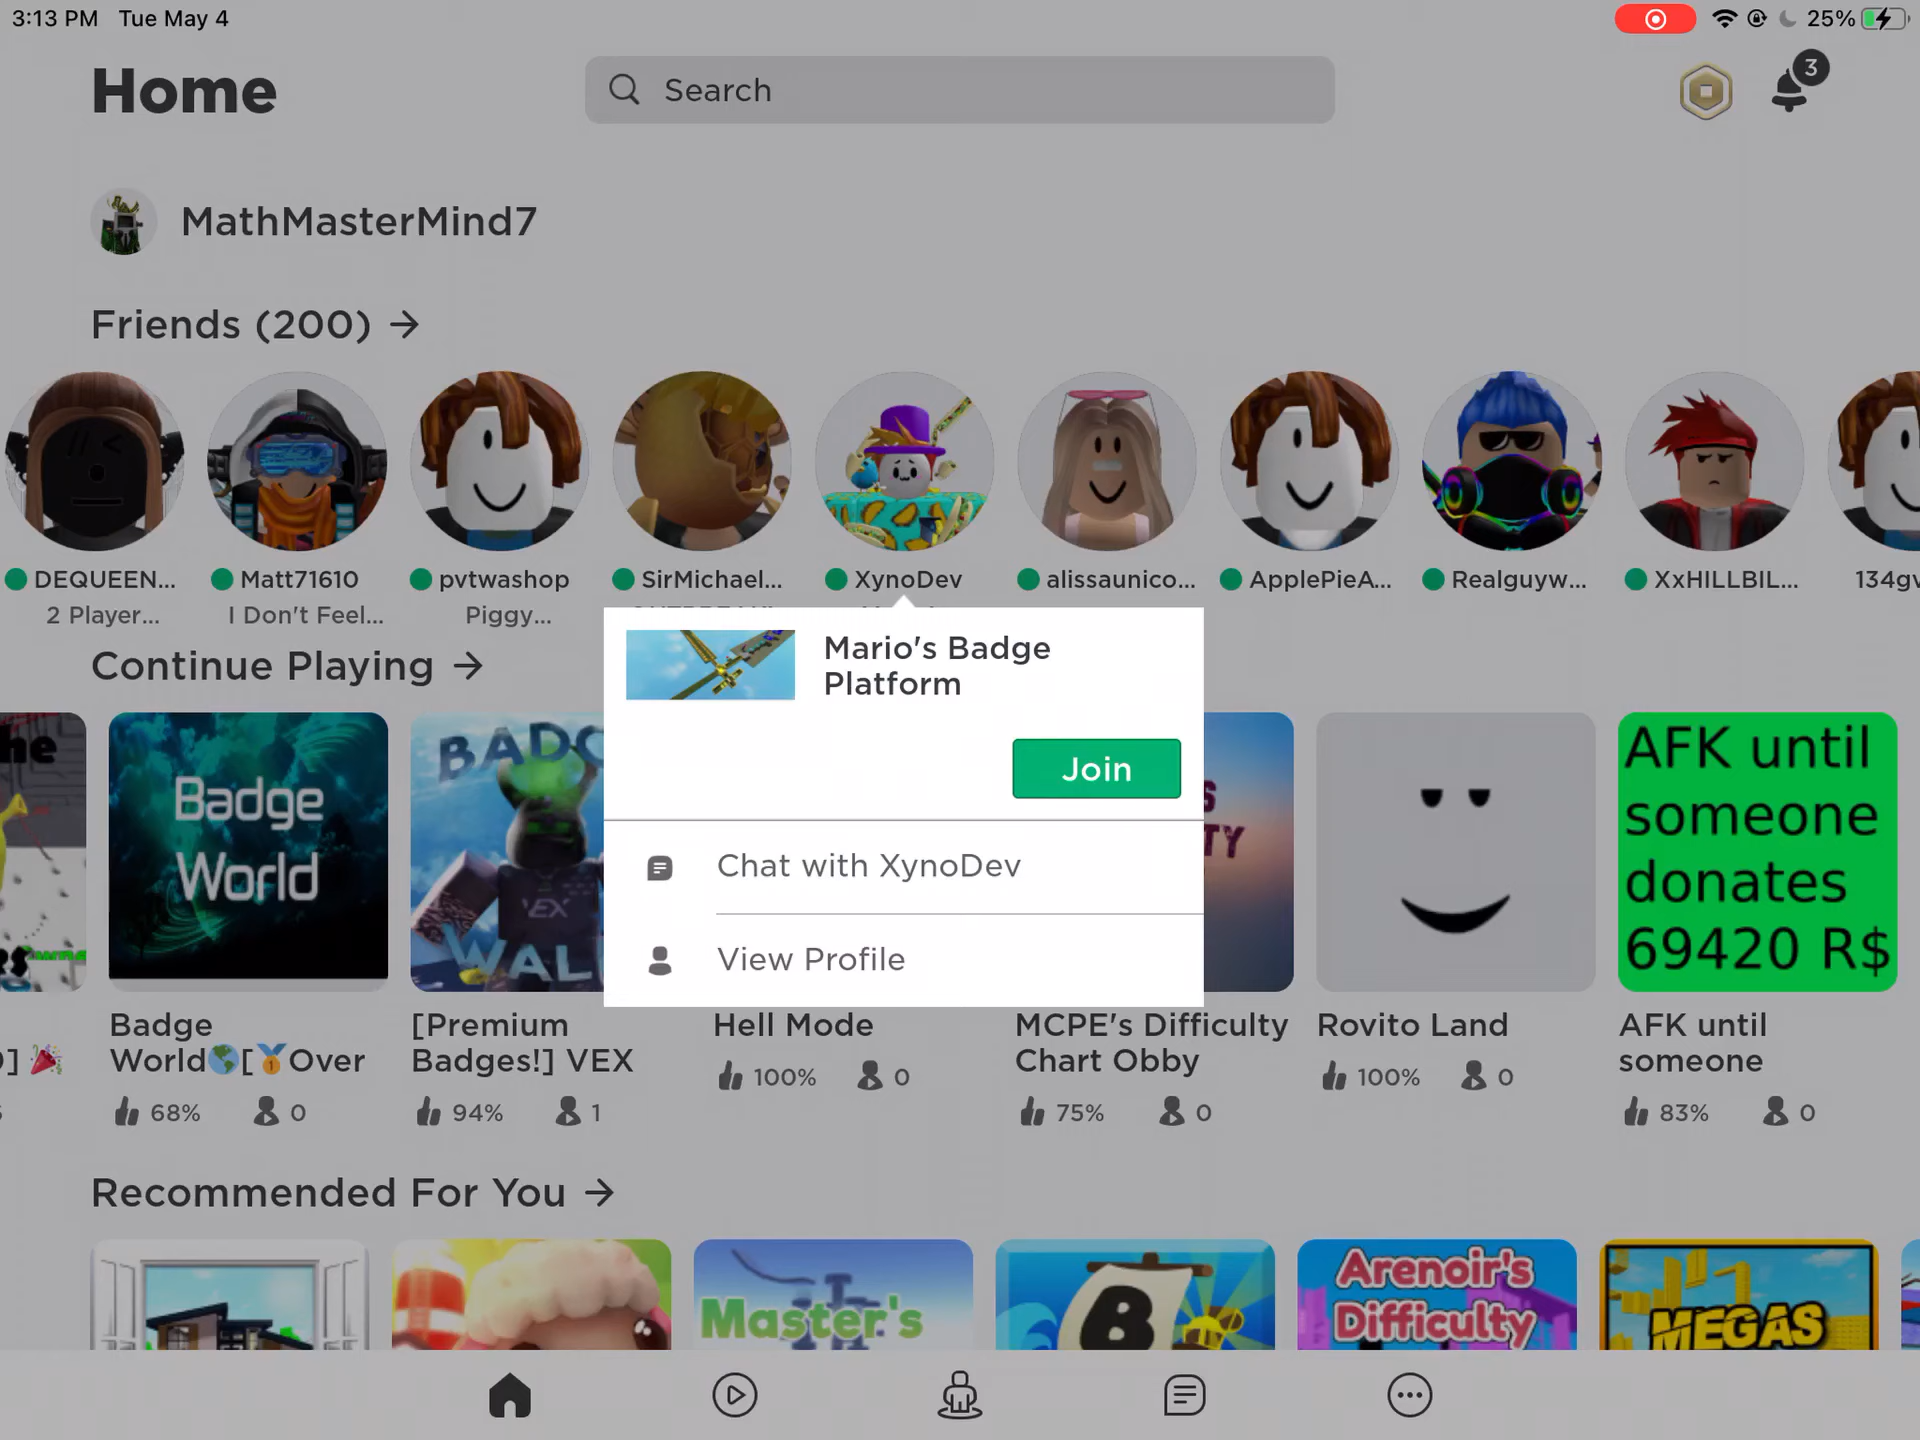 3:13 PM Tue May 4
25%
Home
Search
3
MathMasterMind7
Friends (200) →
DEQUEEN... Matt71610 pvtwashop SirMichael... XynoDev alissaunico... ApplePieA... Realguyw... XxHILLBIL... 134gv
2 Player... I Don't Feel... Piggy...
Continue Playing →
Mario's Badge
Platform
Join
Chat with XynoDev
View Profile
Badge
World
BADG
VEX
WALL
AFK until
someone
donates
69420 R$
Badge
World🌎[🥇Over
68% 0
[Premium
Badges!] VEX
94% 1
Hell Mode
100% 0
MCPE's Difficulty
Chart Obby
75% 0
Rovito Land
100% 0
AFK until
someone
83% 0
Recommended For You →
Master's
B
Arenoir's
Difficulty
MEGAS